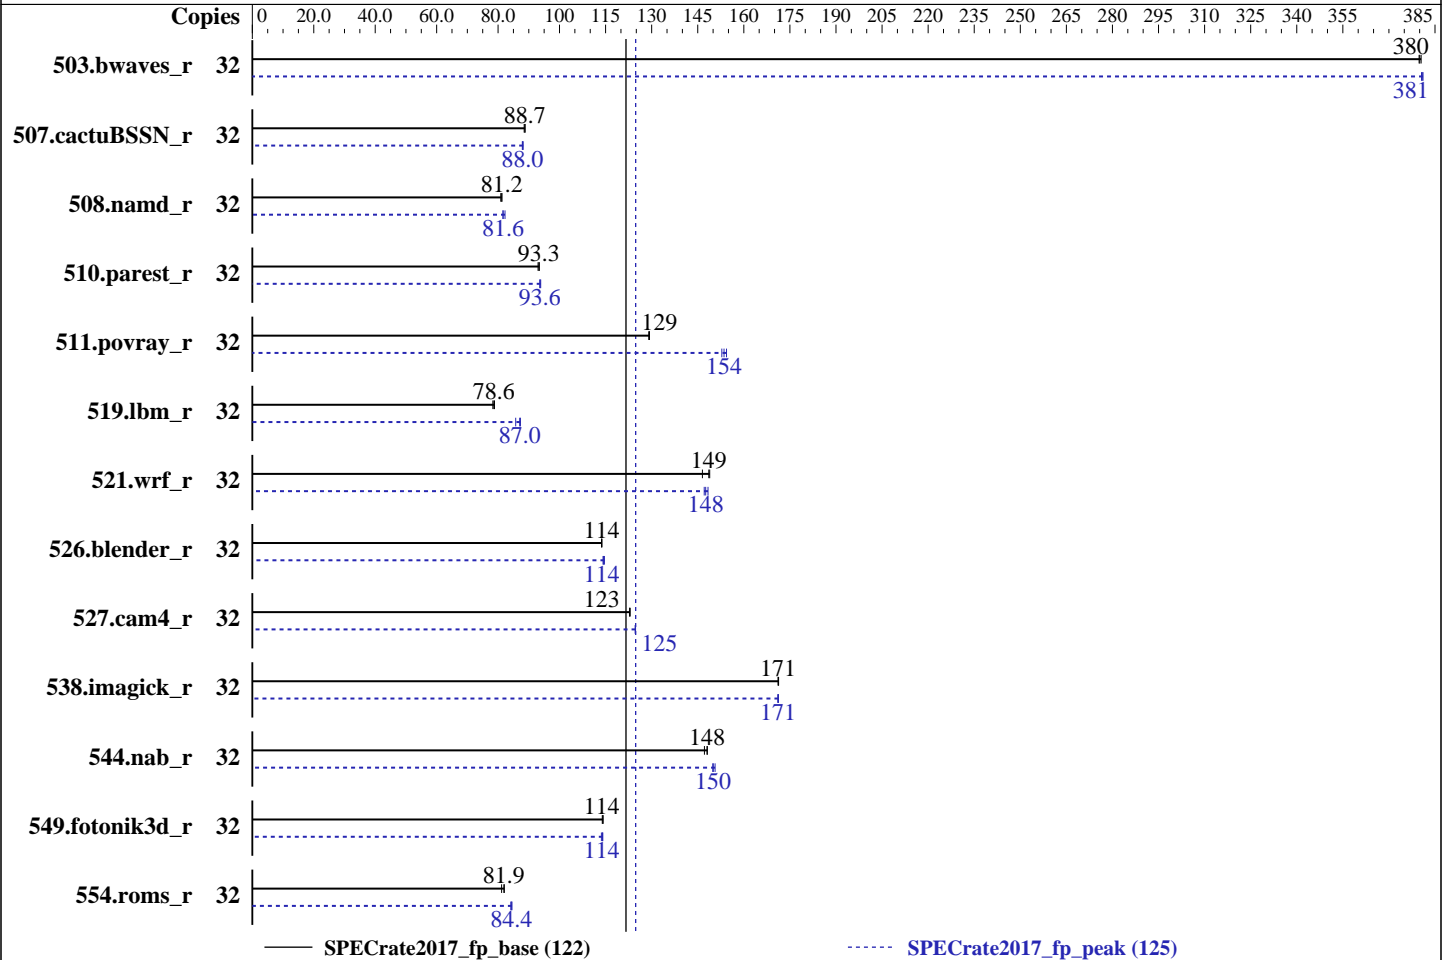 Copies 0 20.0 40.0 60.0 80.0 100 115 130 145 160 175 190 205 220 235 250 265 280 295 310 325 340 355 385
503.bwaves_r 32
380
381
507.cactuBSSN_r 32
88.7
88.0
508.namd_r 32
81.2
81.6
510.parest_r 32
93.3
93.6
511.povray_r 32
129
154
519.lbm_r 32
78.6
87.0
521.wrf_r 32
149
148
526.blender_r 32
114
114
527.cam4_r 32
123
125
538.imagick_r 32
171
171
544.nab_r 32
148
150
549.fotonik3d_r 32
114
114
554.roms_r 32
81.9
84.4
SPECrate2017_fp_base (122)
SPECrate2017_fp_peak (125)